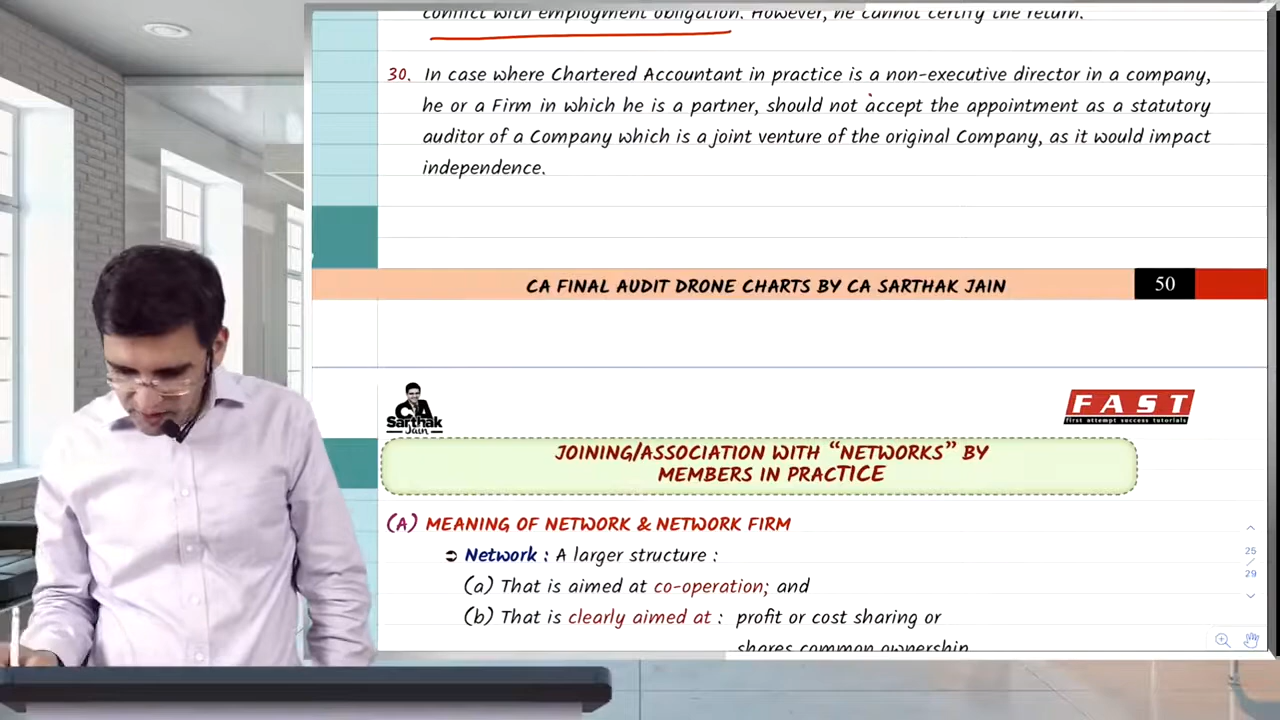 conflict with employment obligation. However, he cannot certify the return.
30. In case where Chartered Accountant in practice is a non-executive director in a company,
he or a Firm in which he is a partner, should not accept the appointment as a statutory
auditor of a Company which is a joint venture of the original Company, as it would impact
independence.
CA FINAL AUDIT DRONE CHARTS BY CA SARTHAK JAIN 50
CA
Sarthak
Jain
FAST
first attempt success tutorials
JOINING/ASSOCIATION WITH “NETWORKS” BY
MEMBERS IN PRACTICE
(A) MEANING OF NETWORK & NETWORK FIRM
➲ Network : A larger structure :
(a) That is aimed at co-operation; and
(b) That is clearly aimed at : profit or cost sharing or
shares common ownership
25
/
29